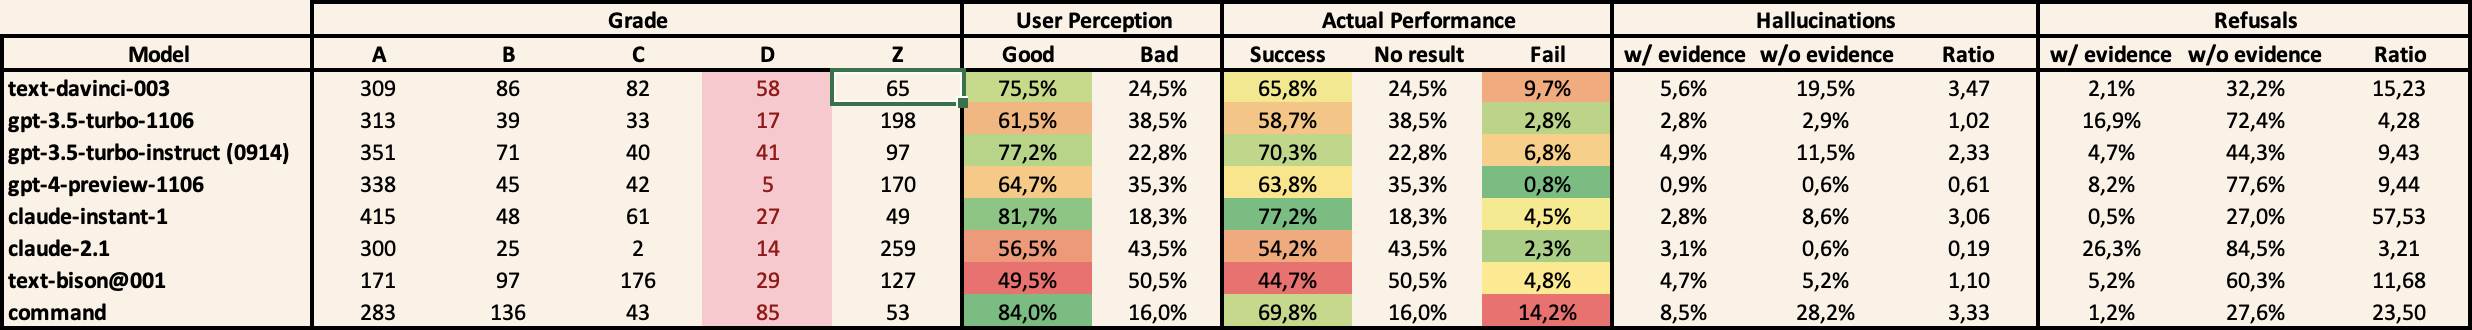 Grade User Perception Actual Performance Hallucinations Refusals
Model A B C D Z Good Bad Success No result Fail w/ evidence w/o evidence Ratio w/ evidence w/o evidence Ratio
text-davinci-003 309 86 82 58 65 75,5% 24,5% 65,8% 24,5% 9,7% 5,6% 19,5% 3,47 2,1% 32,2% 15,23
gpt-3.5-turbo-1106 313 39 33 17 198 61,5% 38,5% 58,7% 38,5% 2,8% 2,8% 2,9% 1,02 16,9% 72,4% 4,28
gpt-3.5-turbo-instruct (0914) 351 71 40 41 97 77,2% 22,8% 70,3% 22,8% 6,8% 4,9% 11,5% 2,33 4,7% 44,3% 9,43
gpt-4-preview-1106 338 45 42 5 170 64,7% 35,3% 63,8% 35,3% 0,8% 0,9% 0,6% 0,61 8,2% 77,6% 9,44
claude-instant-1 415 48 61 27 49 81,7% 18,3% 77,2% 18,3% 4,5% 2,8% 8,6% 3,06 0,5% 27,0% 57,53
claude-2.1 300 25 2 14 259 56,5% 43,5% 54,2% 43,5% 2,3% 3,1% 0,6% 0,19 26,3% 84,5% 3,21
text-bison@001 171 97 176 29 127 49,5% 50,5% 44,7% 50,5% 4,8% 4,7% 5,2% 1,10 5,2% 60,3% 11,68
command 283 136 43 85 53 84,0% 16,0% 69,8% 16,0% 14,2% 8,5% 28,2% 3,33 1,2% 27,6% 23,50